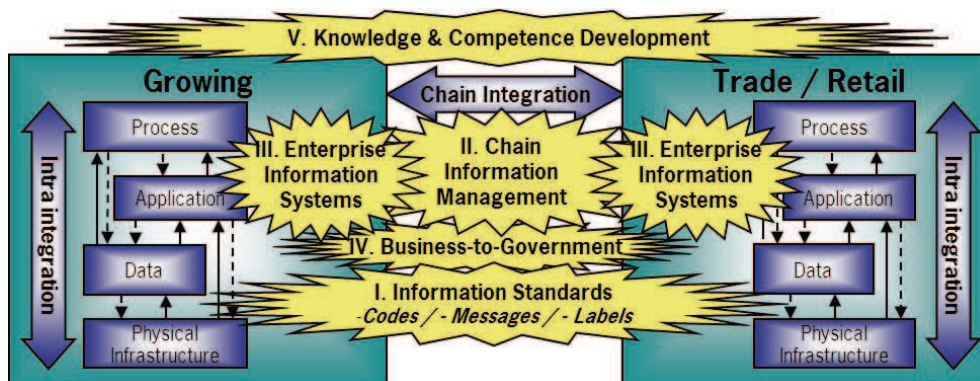 V. Knowledge & Competence Development
Growing
Chain Integration
Trade / Retail
Intra integration
Process
Application
Data
Physical
Infrastructure
III. Enterprise
Information
Systems
II. Chain
Information
Management
III. Enterprise
Information
Systems
IV. Business-to-Government
I. Information Standards
-Codes / - Messages / - Labels
Process
Application
Data
Physical
Infrastructure
Intra integration